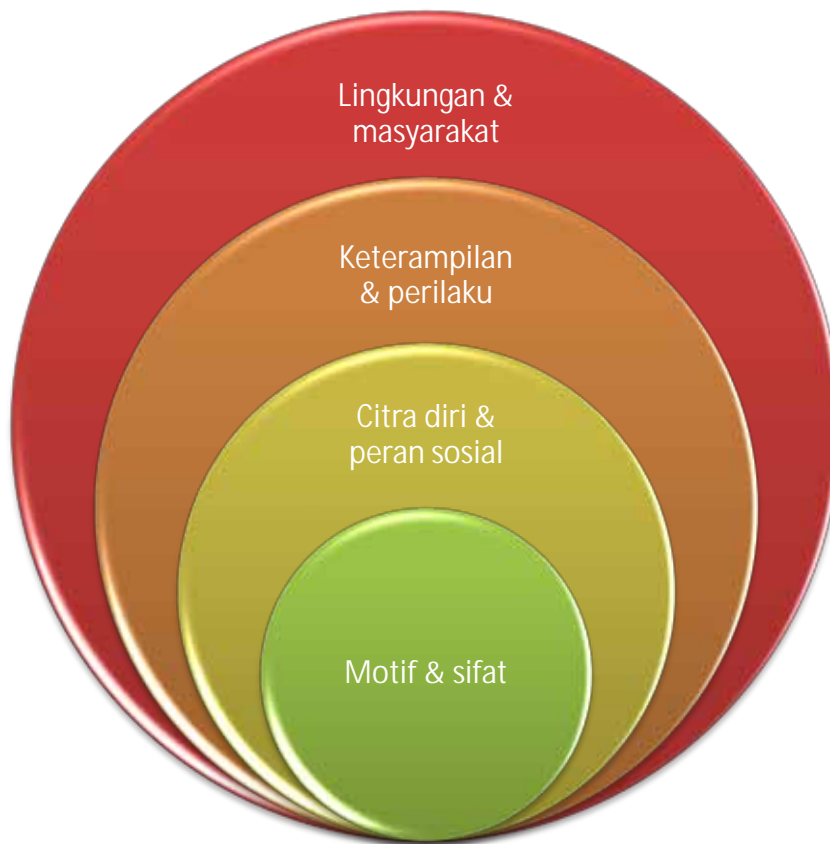 Lingkungan &
masyarakat
Keterampilan
& perilaku
Citra diri &
peran sosial
Motif & sifat